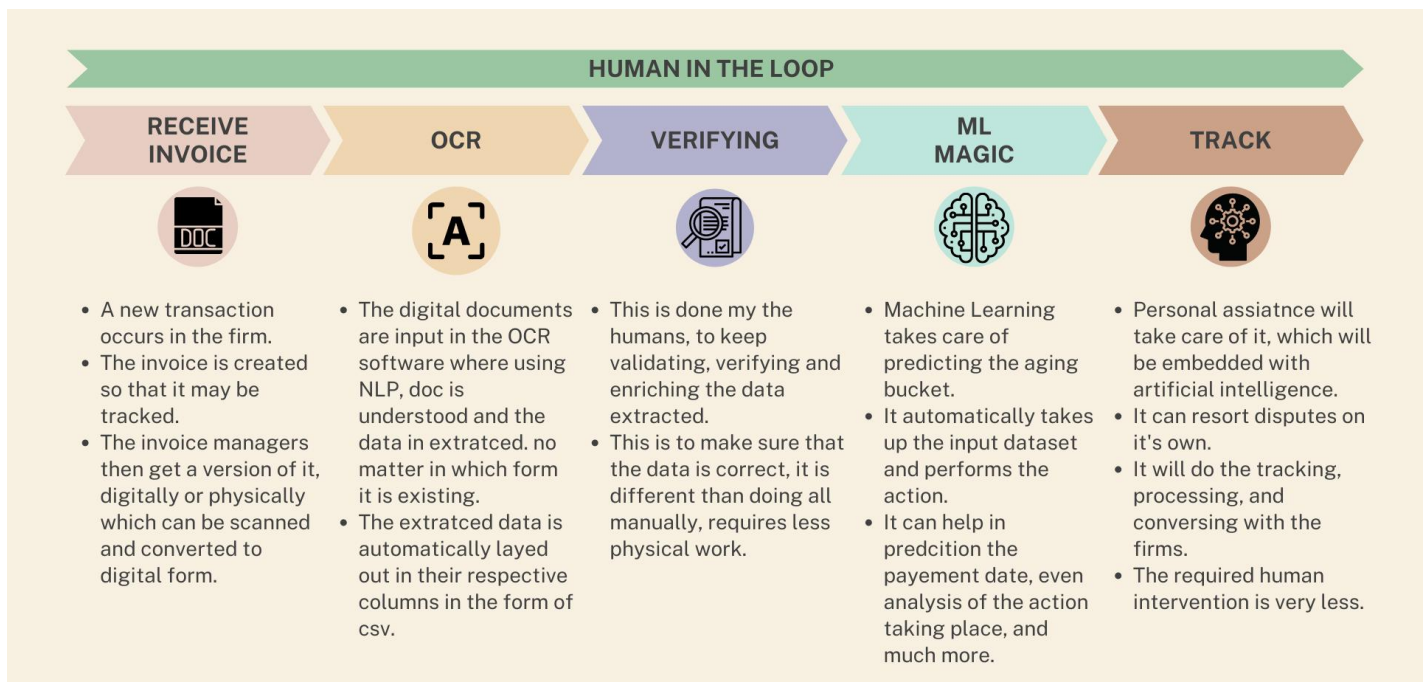 HUMAN IN THE LOOP
RECEIVE
INVOICE
OCR
VERIFYING
ML
MAGIC
TRACK
DOC
A
• A new transaction
occurs in the firm.
• The invoice is created
so that it may be
tracked.
• The invoice managers
then get a version of it,
digitally or physically
which can be scanned
and converted to
digital form.
• The digital documents
are input in the OCR
software where using
NLP, doc is
understood and the
data in extratced. no
matter in which form
it is existing.
• The extratced data is
automatically layed
out in their respective
columns in the form of
csv.
• This is done my the
humans, to keep
validating, verifying and
enriching the data
extracted.
• This is to make sure that
the data is correct, it is
different than doing all
manually, requires less
physical work.
• Machine Learning
takes care of
predicting the aging
bucket.
• It automatically takes
up the input dataset
and performs the
action.
• It can help in
predcition the
payement date, even
analysis of the action
taking place, and
much more.
• Personal assiatnce will
take care of it, which will
be embedded with
artificial intelligence.
• It can resort disputes on
it's own.
• It will do the tracking,
processing, and
conversing with the
firms.
• The required human
intervention is very less.